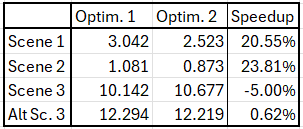 Optim. 1 Optim. 2 Speedup
Scene 1 3.042 2.523 20.55%
Scene 2 1.081 0.873 23.81%
Scene 3 10.142 10.677 -5.00%
Alt Sc. 3 12.294 12.219 0.62%